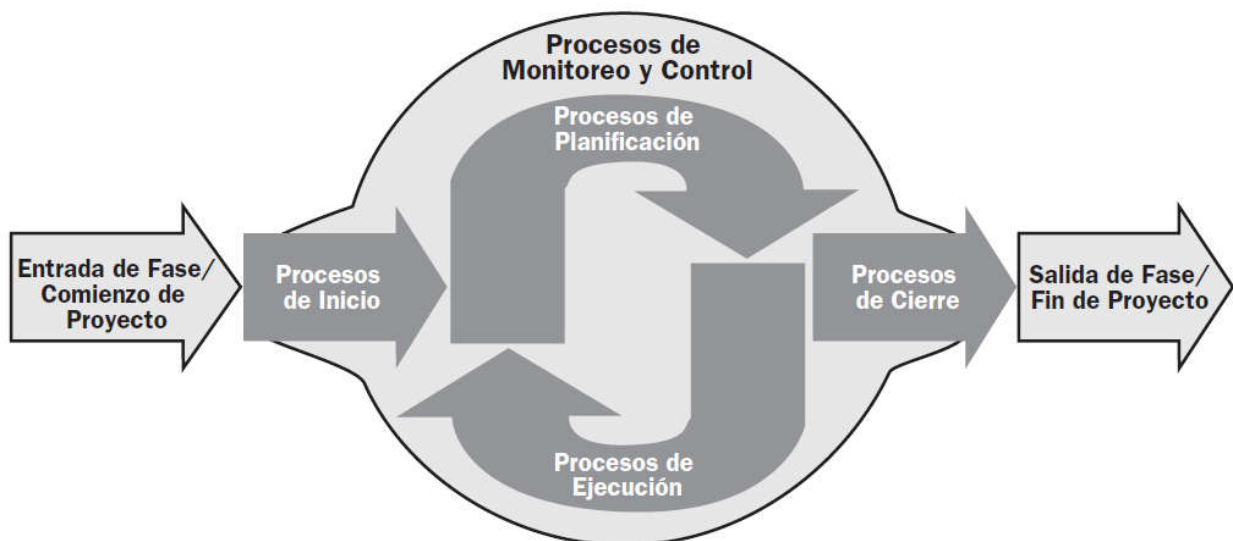 Procesos de
Monitoreo y Control
Procesos de
Planificación
Entrada de Fase/
Comienzo de
Proyecto
Procesos
de Inicio
Procesos
de Cierre
Salida de Fase/
Fin de Proyecto
Procesos de
Ejecución